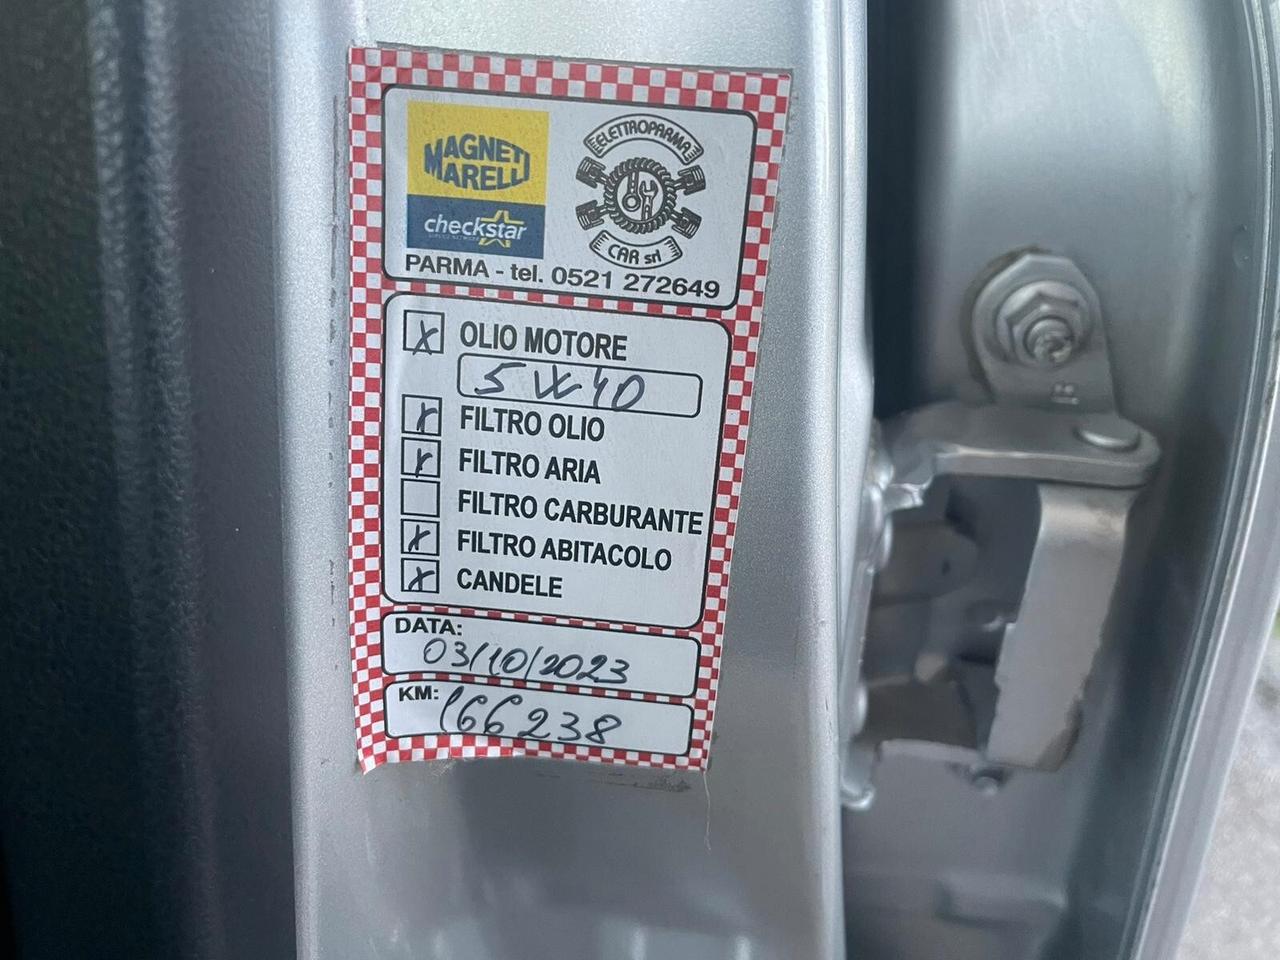 MAGNETI
MARELLI
checkstar
ELETTROPARMA
CAR srl
PARMA - tel. 0521 272649
X OLIO MOTORE
5W40
X FILTRO OLIO
X FILTRO ARIA
FILTRO CARBURANTE
X FILTRO ABITACOLO
X CANDELE
DATA:
03/10/2023
KM:
166238